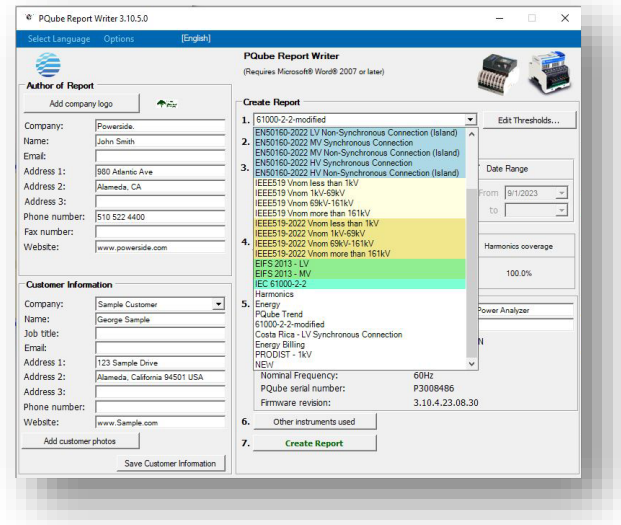 PQube Report Writer 3.10.5.0
Select Language Options [English]
PQube Report Writer
(Requires Microsoft® Word® 2007 or later)
Author of Report
Add company logo
Company: Powerside.
Name: John Smith
Email:
Address 1: 980 Atlantic Ave
Address 2: Alameda, CA
Address 3:
Phone number: 510 522 4400
Fax number:
Website: www.powerside.com
Customer Information
Company: Sample Customer
Name: George Sample
Job title:
Email:
Address 1: 123 Sample Drive
Address 2: Alameda, California 94501 USA
Address 3:
Phone number:
Website: www.Sample.com
Add customer photos
Save Customer Information
Create Report
1. 61000-2-2-modified Edit Thresholds...
EN50160-2022 LV Non-Synchronous Connection (Island)
2. EN50160-2022 MV Synchronous Connection
EN50160-2022 MV Non-Synchronous Connection (Island)
EN50160-2022 HV Synchronous Connection
3. EN50160-2022 HV Non-Synchronous Connection (Island)
IEEE519 Vnom less than 1kV
IEEE519 Vnom 1kV-69kV
IEEE519 Vnom 69kV-161kV
IEEE519 Vnom more than 161kV
IEEE519-2022 Vnom less than 1kV
IEEE519-2022 Vnom 1kV-69kV
4. IEEE519-2022 Vnom 69kV-161kV
IEEE519-2022 Vnom more than 161kV
EIFS 2013 - LV
EIFS 2013 - MV
IEC 61000-2-2
Harmonics
5. Energy
PQube Trend
61000-2-2-modified
Costa Rica - LV Synchronous Connection
Energy Billing
PRODIST - 1kV
NEW
Date Range
From 9/1/2023
to
Harmonics coverage
100.0%
Power Analyzer
N
Nominal Frequency: 60Hz
PQube serial number: P3008486
Firmware revision: 3.10.4.23.08.30
6. Other instruments used
7. Create Report